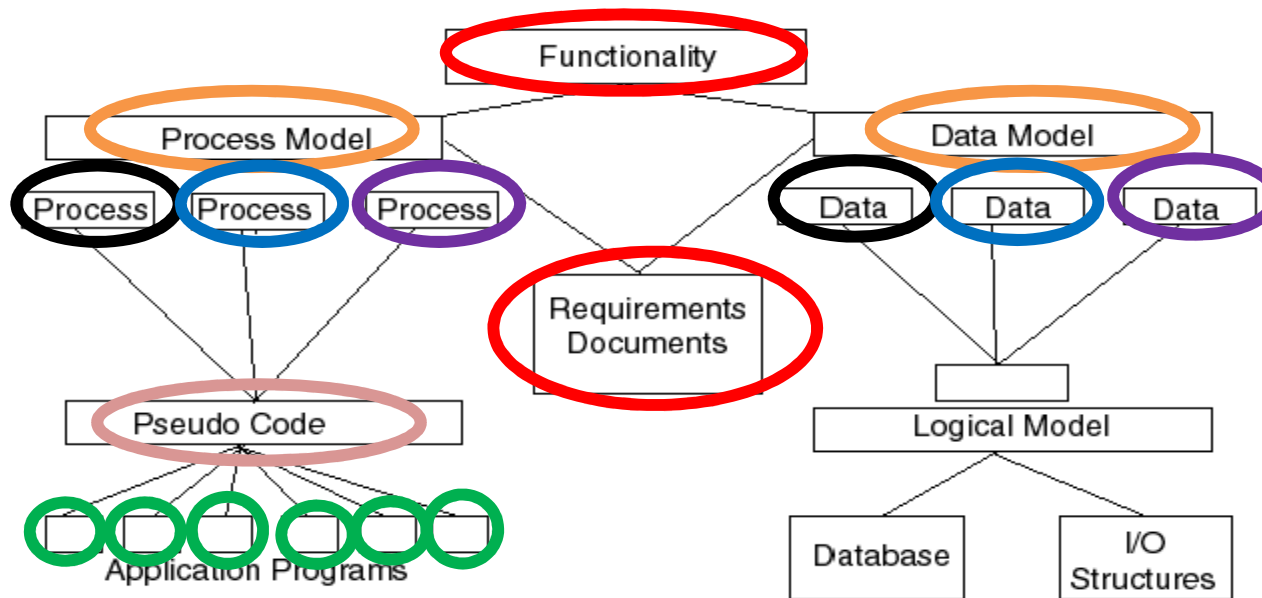 Functionality
Process Model
Data Model
Process
Process
Process
Data
Data
Data
Requirements
Documents
Pseudo Code
Logical Model
Application Programs
Database
I/O
Structures